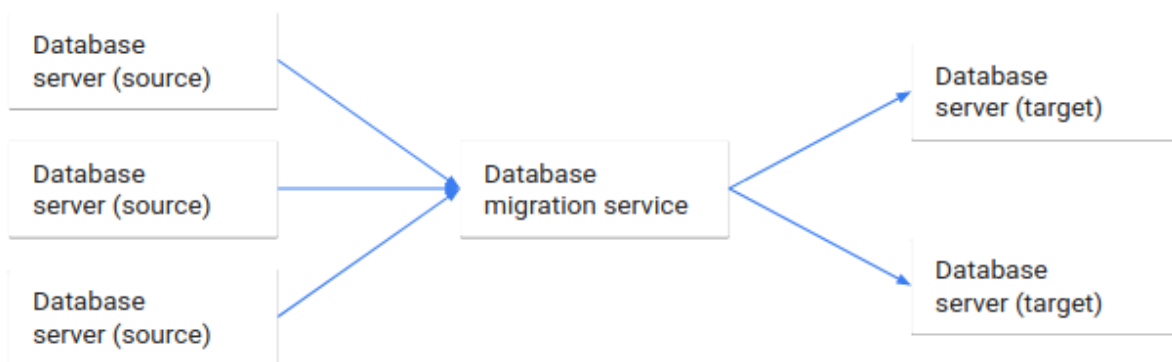 Database
server (source)
Database
server (source)
Database
server (source)
Database
migration service
Database
server (target)
Database
server (target)